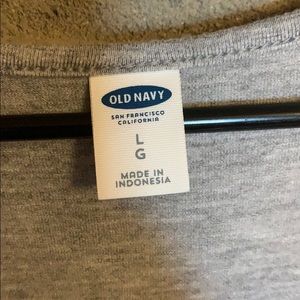 OLD NAVY
SAN FRANCISCO
CALIFORNIA
L
G
MADE IN
INDONESIA